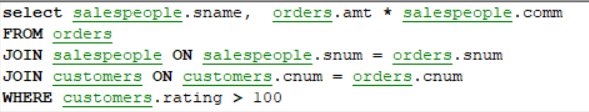 select salespeople.sname,  orders.amt * salespeople.comm
FROM orders
JOIN salespeople ON salespeople.snum = orders.snum
JOIN customers ON customers.cnum = orders.cnum
WHERE customers.rating > 100